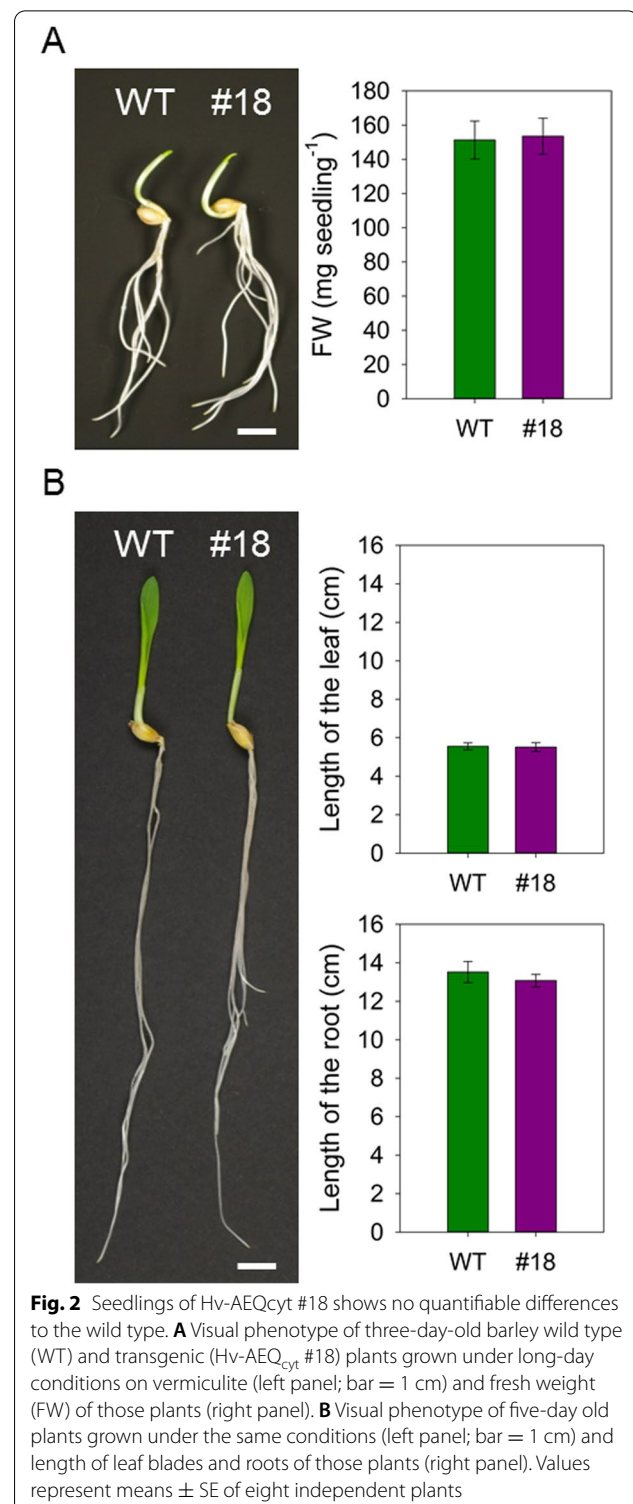 A
WT #18
FW (mg seedling⁻¹)
180
160
140
120
100
80
60
40
20
0
WT #18
B
WT #18
Length of the leaf (cm)
16
14
12
10
8
6
4
2
0
WT #18
Length of the root (cm)
16
14
12
10
8
6
4
2
0
WT #18
Fig. 2 Seedlings of Hv-AEQcyt #18 shows no quantifiable differences
to the wild type. A Visual phenotype of three-day-old barley wild type
(WT) and transgenic (Hv-AEQcyt #18) plants grown under long-day
conditions on vermiculite (left panel; bar = 1 cm) and fresh weight
(FW) of those plants (right panel). B Visual phenotype of five-day old
plants grown under the same conditions (left panel; bar = 1 cm) and
length of leaf blades and roots of those plants (right panel). Values
represent means ± SE of eight independent plants